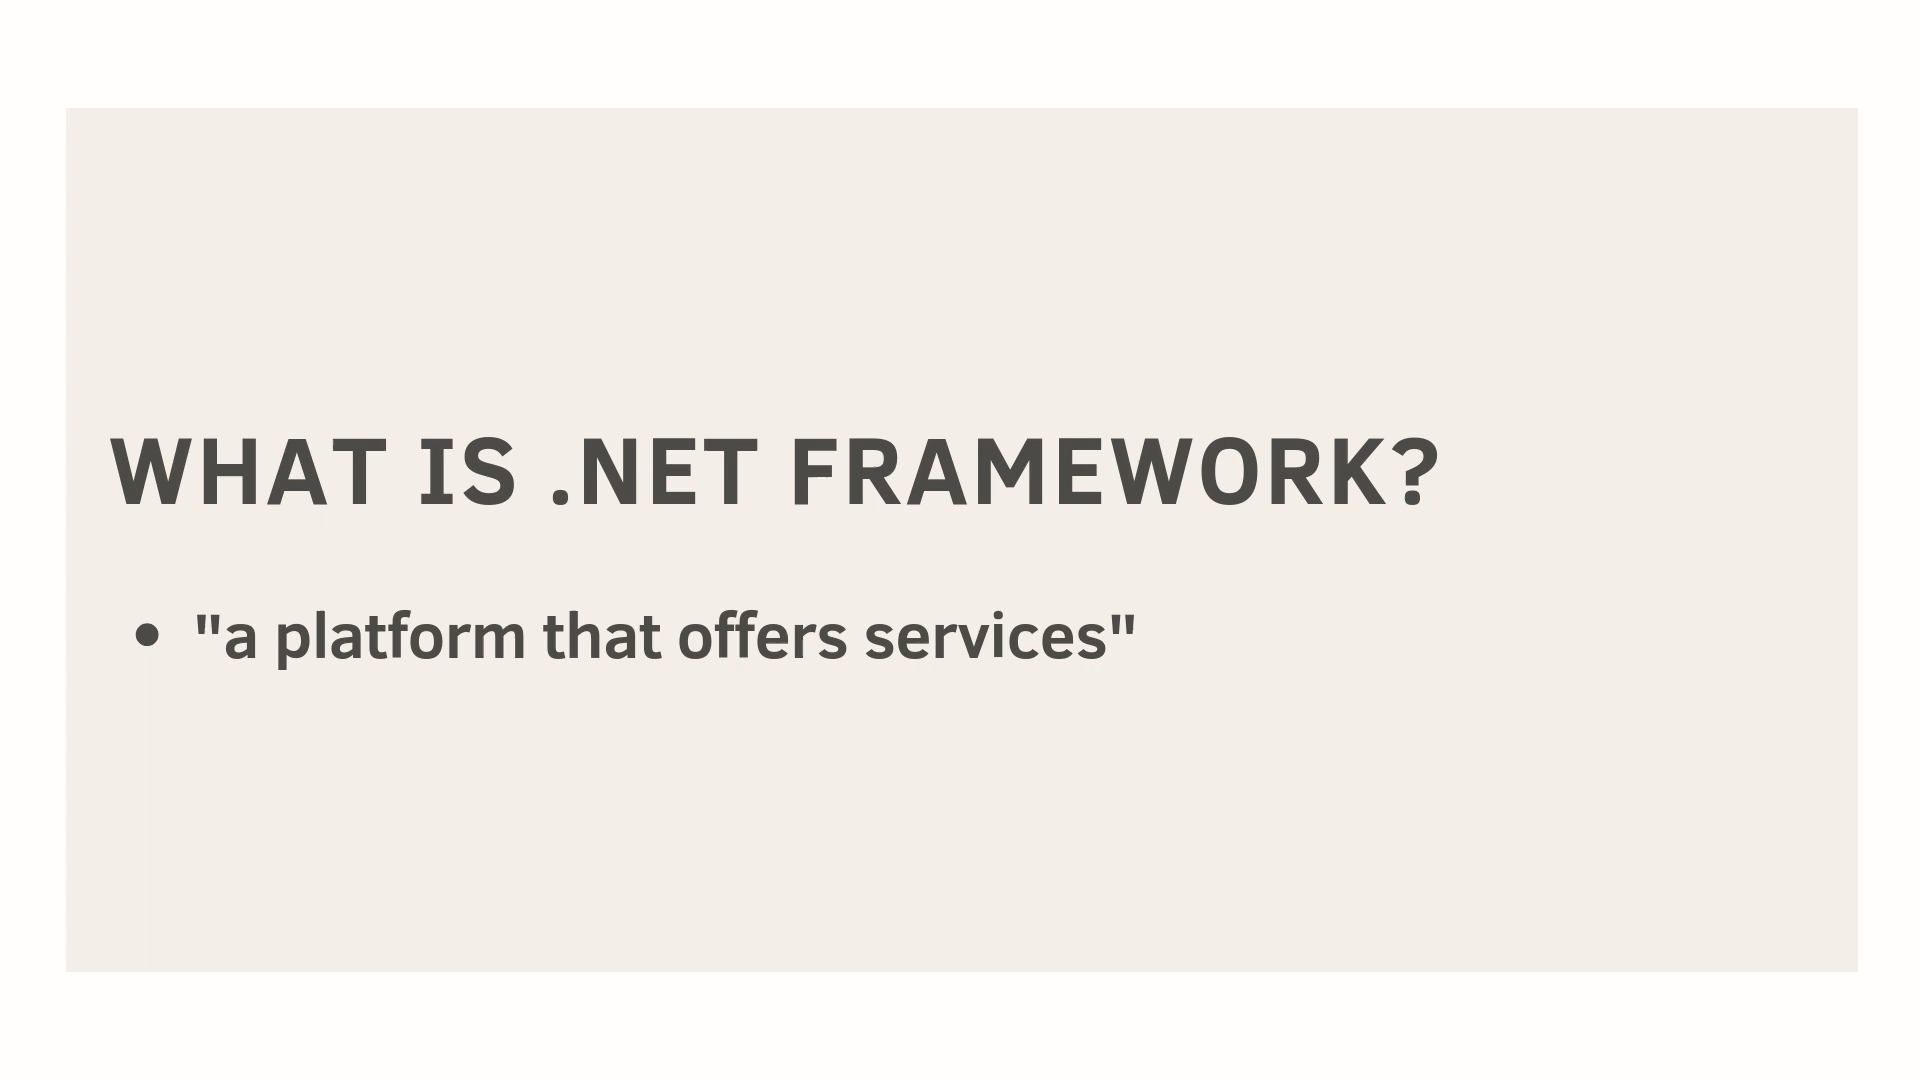 WHAT IS .NET FRAMEWORK?
• "a platform that offers services"